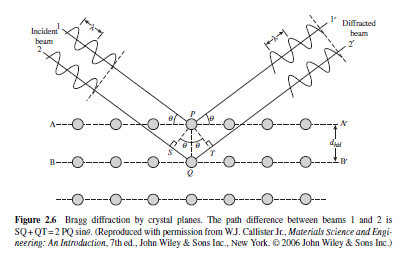 Incident
beam
1
2
λ
λ
1'
Diffracted
beam
2'
P
θ
θ
A
A'
dhkl
S
θ
θ
T
B
B'
Q
Figure 2.6 Bragg diffraction by crystal planes. The path difference between beams 1 and 2 is
SQ + QT = 2 PQ sinθ. (Reproduced with permission from W.J. Callister Jr., Materials Science and Engi-
neering: An Introduction, 7th ed., John Wiley & Sons Inc., New York. © 2006 John Wiley & Sons Inc.)